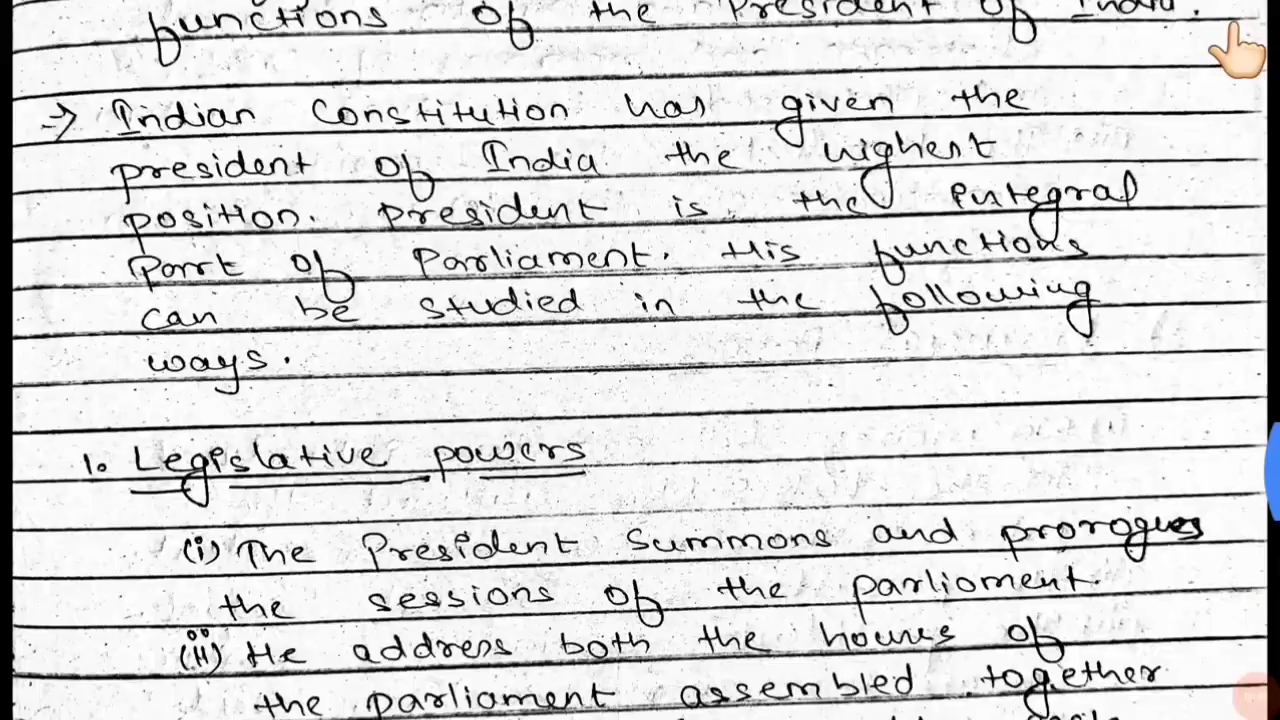 functions of the President of India.
→ Indian Constitution has given the
president of India the highest
position. president is the integral
Part of Parliament. His functions
can be studied in the following
ways.
1. Legislative powers
(i) The President summons and prorogues
the sessions of the parlioment.
(ii) He address both the houses of
the parliament assembled together